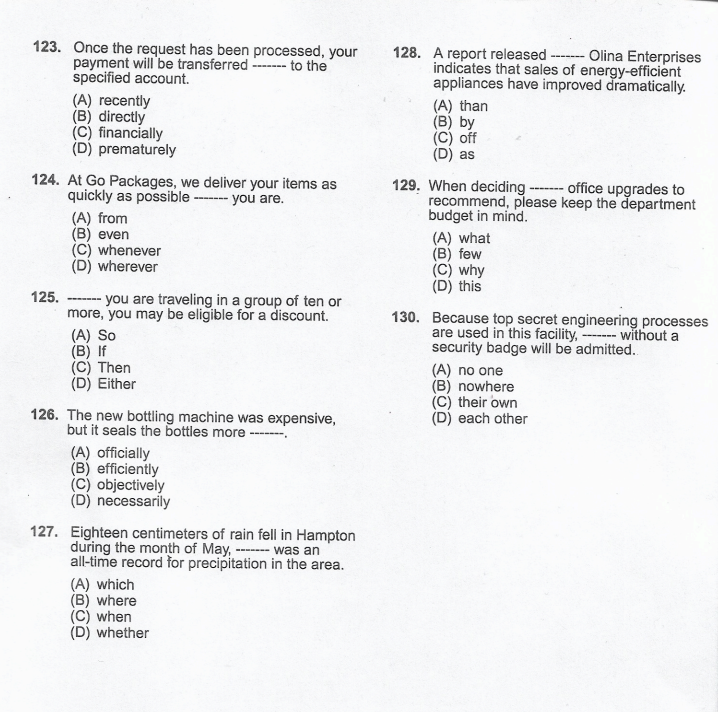 123. Once the request has been processed, your
payment will be transferred ------- to the
specified account.
(A) recently
(B) directly
(C) financially
(D) prematurely
124. At Go Packages, we deliver your items as
quickly as possible ------- you are.
(A) from
(B) even
(C) whenever
(D) wherever
125. ------- you are traveling in a group of ten or
more, you may be eligible for a discount.
(A) So
(B) If
(C) Then
(D) Either
126. The new bottling machine was expensive,
but it seals the bottles more -------.
(A) officially
(B) efficiently
(C) objectively
(D) necessarily
127. Eighteen centimeters of rain fell in Hampton
during the month of May, ------- was an
all-time record for precipitation in the area.
(A) which
(B) where
(C) when
(D) whether
128. A report released ------- Olina Enterprises
indicates that sales of energy-efficient
appliances have improved dramatically.
(A) than
(B) by
(C) off
(D) as
129. When deciding ------- office upgrades to
recommend, please keep the department
budget in mind.
(A) what
(B) few
(C) why
(D) this
130. Because top secret engineering processes
are used in this facility, ------- without a
security badge will be admitted.
(A) no one
(B) nowhere
(C) their own
(D) each other